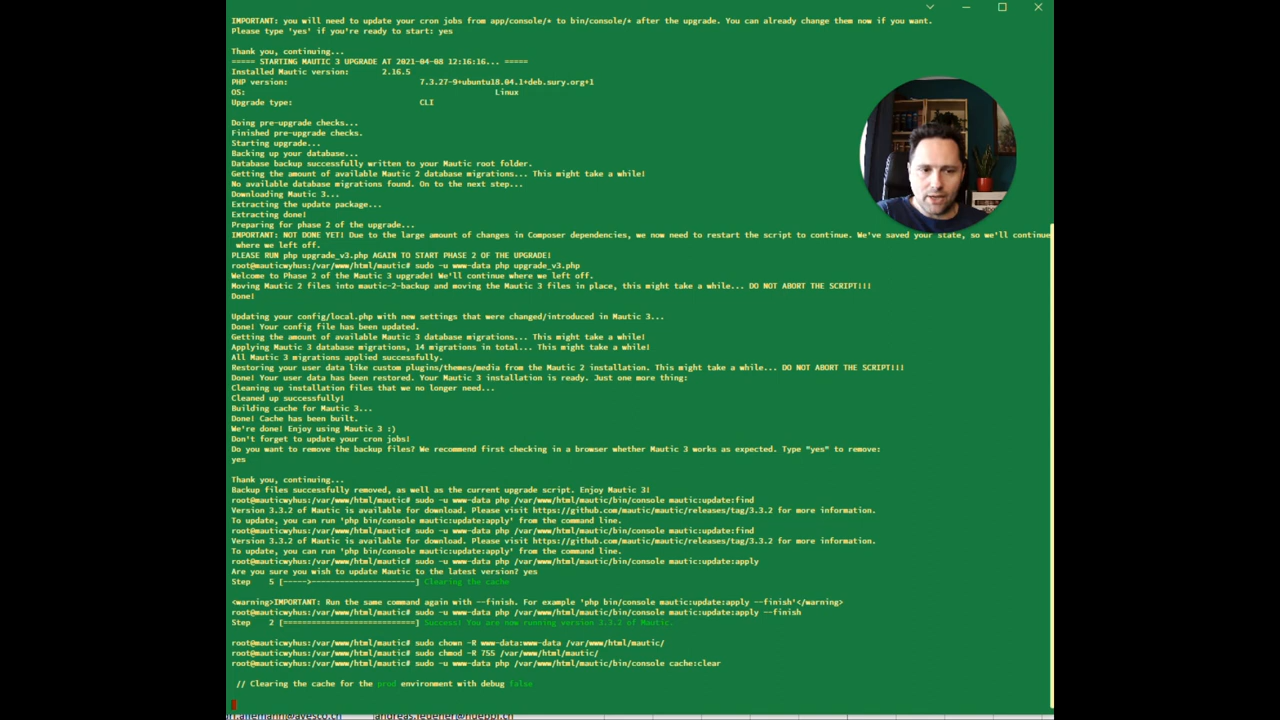 IMPORTANT: you will need to update your cron jobs from app/console/* to bin/console/* after the upgrade. You can already change them now if you want.
Please type 'yes' if you're ready to start: yes
Thank you, continuing...
===== STARTING MAUTIC 3 UPGRADE AT 2021-04-08 12:16:16... =====
Installed Mautic version: 2.16.5
PHP version: 7.3.27-9+ubuntu18.04.1+deb.sury.org+1
OS: Linux
Upgrade type: CLI
Doing pre-upgrade checks...
Finished pre-upgrade checks.
Starting upgrade...
Backing up your database...
Database backup successfully written to your Mautic root folder.
Getting the amount of available Mautic 2 database migrations... This might take a while!
No available database migrations found. On to the next step...
Downloading Mautic 3...
Extracting the update package...
Extracting done!
Preparing for phase 2 of the upgrade...
IMPORTANT: NOT DONE YET! Due to the large amount of changes in Composer dependencies, we now need to restart the script to continue. We've saved your state, so we'll continue
where we left off.
PLEASE RUN php upgrade_v3.php AGAIN TO START PHASE 2 OF THE UPGRADE!
root@mauticwyhus:/var/www/html/mautic# sudo -u www-data php upgrade_v3.php
Welcome to Phase 2 of the Mautic 3 upgrade! We'll continue where we left off.
Moving Mautic 2 files into mautic-2-backup and moving the Mautic 3 files in place, this might take a while... DO NOT ABORT THE SCRIPT!!!
Done!
Updating your config/local.php with new settings that were changed/introduced in Mautic 3...
Done! Your config file has been updated.
Getting the amount of available Mautic 3 database migrations... This might take a while!
Applying Mautic 3 database migrations, 14 migrations in total... This might take a while!
All Mautic 3 migrations applied successfully.
Restoring your user data like custom plugins/themes/media from the Mautic 2 installation. This might take a while... DO NOT ABORT THE SCRIPT!!!
Done! Your user data has been restored. Your Mautic 3 installation is ready. Just one more thing:
Cleaning up installation files that we no longer need...
Cleaned up successfully!
Building cache for Mautic 3...
Done! Cache has been built.
We're done! Enjoy using Mautic 3 :)
Don't forget to update your cron jobs!
Do you want to remove the backup files? We recommend first checking in a browser whether Mautic 3 works as expected. Type "yes" to remove:
yes
Thank you, continuing...
Backup files successfully removed, as well as the current upgrade script. Enjoy Mautic 3!
root@mauticwyhus:/var/www/html/mautic# sudo -u www-data php /var/www/html/mautic/bin/console mautic:update:find
Version 3.3.2 of Mautic is available for download. Please visit https://github.com/mautic/mautic/releases/tag/3.3.2 for more information.
To update, you can run 'php bin/console mautic:update:apply' from the command line.
root@mauticwyhus:/var/www/html/mautic# sudo -u www-data php /var/www/html/mautic/bin/console mautic:update:find
Version 3.3.2 of Mautic is available for download. Please visit https://github.com/mautic/mautic/releases/tag/3.3.2 for more information.
To update, you can run 'php bin/console mautic:update:apply' from the command line.
root@mauticwyhus:/var/www/html/mautic# sudo -u www-data php /var/www/html/mautic/bin/console mautic:update:apply
Are you sure you wish to update Mautic to the latest version? yes
Step 5 [----->----------------------] Clearing the cache
<warning>IMPORTANT: Run the same command again with --finish. For example 'php bin/console mautic:update:apply --finish'</warning>
root@mauticwyhus:/var/www/html/mautic# sudo -u www-data php /var/www/html/mautic/bin/console mautic:update:apply --finish
Step 2 [============================] Success! You are now running version 3.3.2 of Mautic.
root@mauticwyhus:/var/www/html/mautic# sudo chown -R www-data:www-data /var/www/html/mautic/
root@mauticwyhus:/var/www/html/mautic# sudo chmod -R 755 /var/www/html/mautic/
root@mauticwyhus:/var/www/html/mautic# sudo -u www-data php /var/www/html/mautic/bin/console cache:clear
// Clearing the cache for the prod environment with debug false